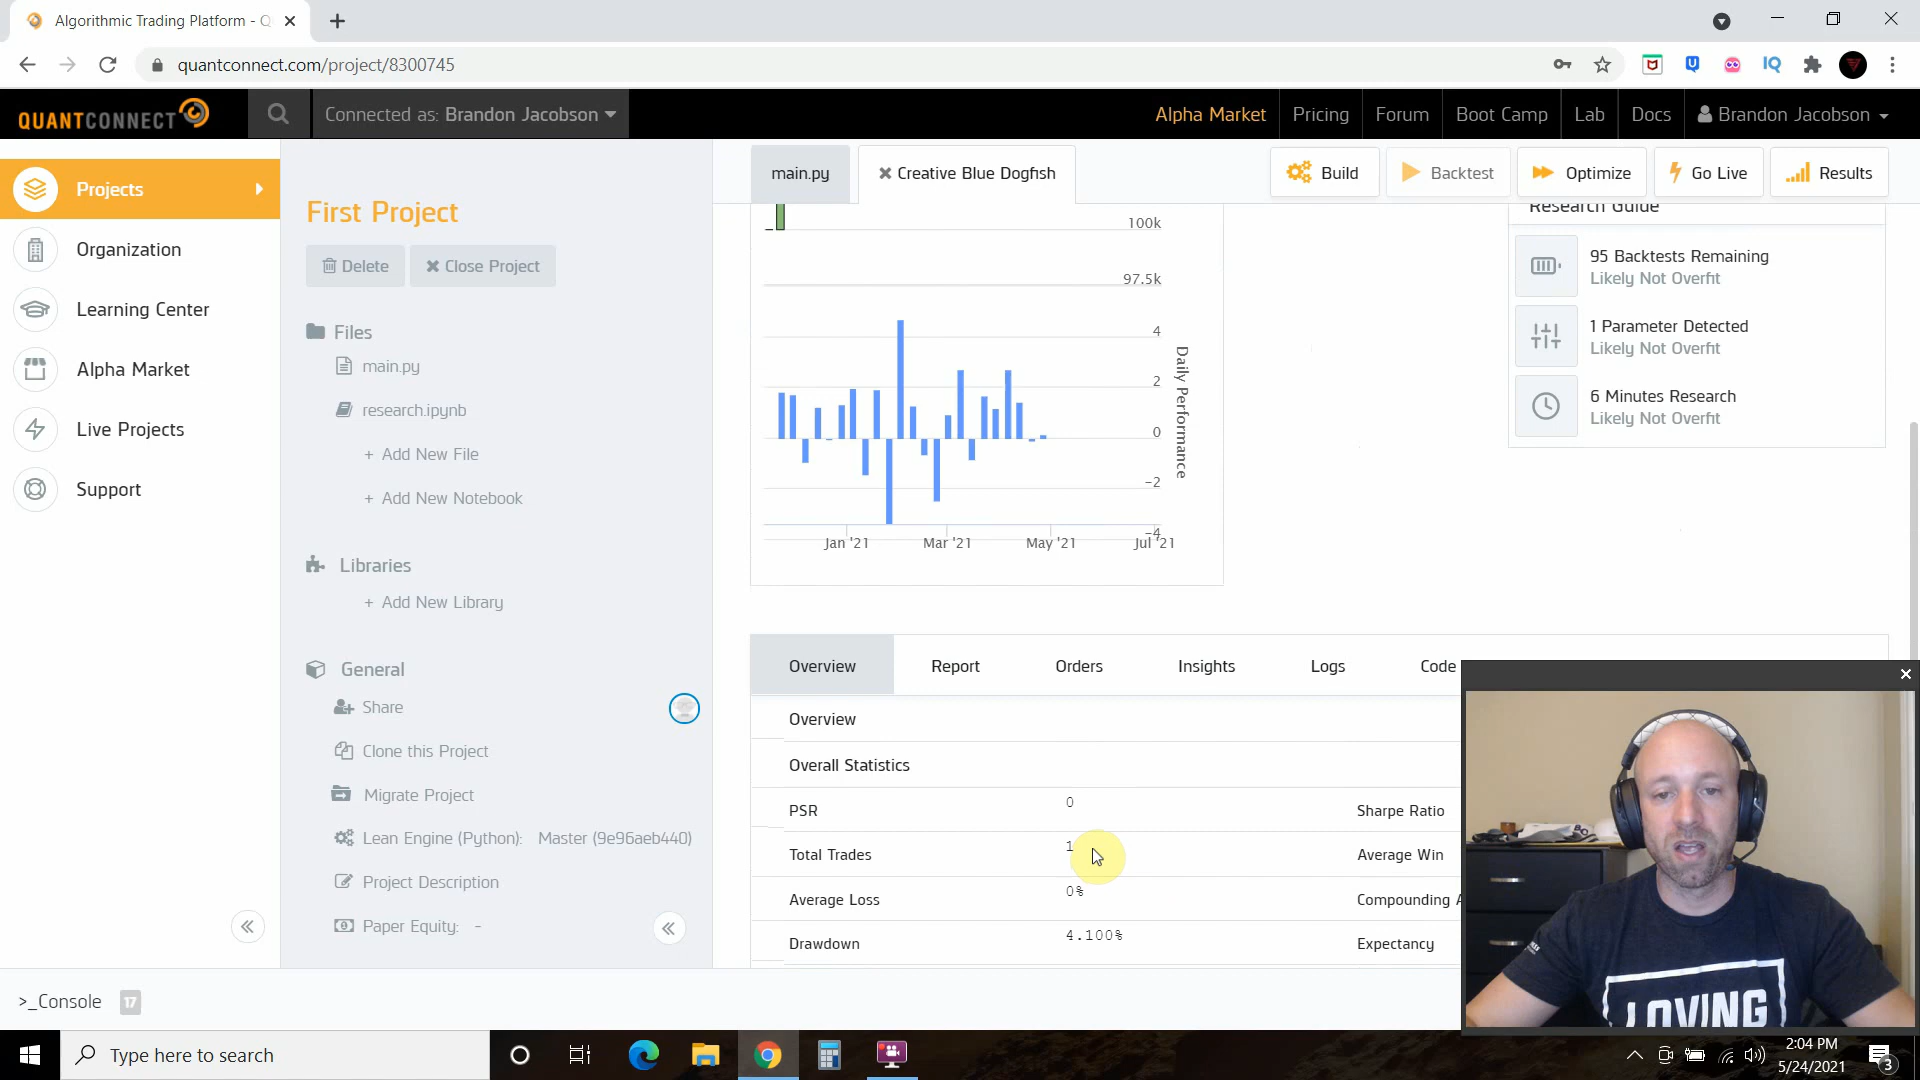 Algorithmic Trading Platform - Q
quantconnect.com/project/8300745
IQ
QUANTCONNECT
Connected as: Brandon Jacobson
Alpha Market
Pricing
Forum
Boot Camp
Lab
Docs
Brandon Jacobson
Projects
Organization
Learning Center
Alpha Market
Live Projects
Support
First Project
Delete
Close Project
Files
main.py
research.ipynb
+ Add New File
+ Add New Notebook
Libraries
+ Add New Library
General
Share
Clone this Project
Migrate Project
Lean Engine (Python): Master (9e96aeb440)
Project Description
Paper Equity: -
main.py
Creative Blue Dogfish
Build
Backtest
Optimize
Go Live
Results
100k
97.5k
4
2
0
-2
-4
Daily Performance
Jan '21
Mar '21
May '21
Jul '21
Research Guide
95 Backtests Remaining
Likely Not Overfit
1 Parameter Detected
Likely Not Overfit
6 Minutes Research
Likely Not Overfit
Overview
Report
Orders
Insights
Logs
Code
Overview
Overall Statistics
PSR 0 Sharpe Ratio
Total Trades 1 Average Win
Average Loss 0% Compounding
Drawdown 4.100% Expectancy
LOVING
>_Console 17
Type here to search
2:04 PM
5/24/2021
3